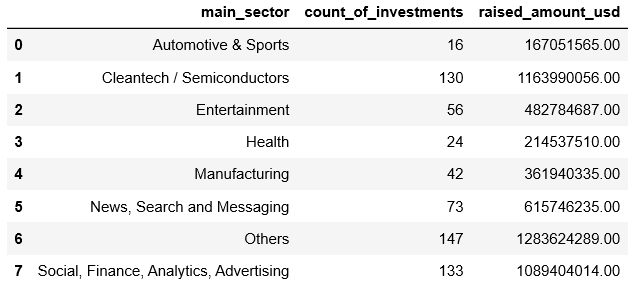 main_sector count_of_investments raised_amount_usd
0 Automotive & Sports 16 167051565.00
1 Cleantech / Semiconductors 130 1163990056.00
2 Entertainment 56 482784687.00
3 Health 24 214537510.00
4 Manufacturing 42 361940335.00
5 News, Search and Messaging 73 615746235.00
6 Others 147 1283624289.00
7 Social, Finance, Analytics, Advertising 133 1089404014.00